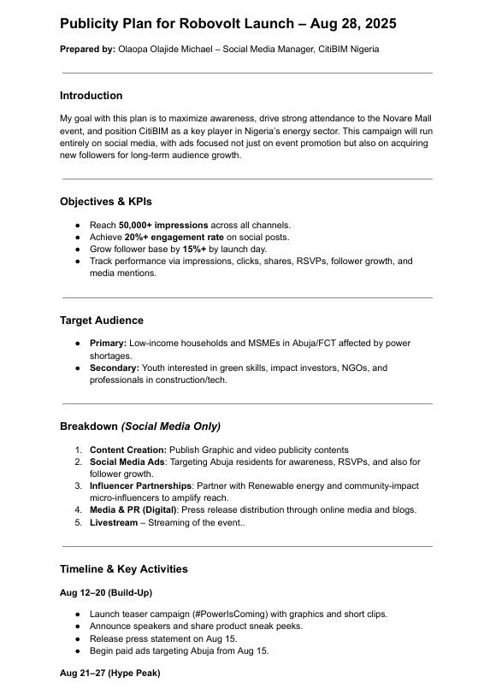 Publicity Plan for Robovolt Launch – Aug 28, 2025
Prepared by: Olaopa Olajide Michael – Social Media Manager, CitiBIM Nigeria
Introduction
My goal with this plan is to maximize awareness, drive strong attendance to the Novare Mall
event, and position CitiBIM as a key player in Nigeria's energy sector. This campaign will run
entirely on social media, with ads focused not just on event promotion but also on acquiring
new followers for long-term audience growth.
Objectives & KPIs
● Reach 50,000+ impressions across all channels.
● Achieve 20%+ engagement rate on social posts.
● Grow follower base by 15%+ by launch day.
● Track performance via impressions, clicks, shares, RSVPs, follower growth, and
media mentions.
Target Audience
● Primary: Low-income households and MSMEs in Abuja/FCT affected by power
shortages.
● Secondary: Youth interested in green skills, impact investors, NGOs, and
professionals in construction/tech.
Breakdown (Social Media Only)
1. Content Creation: Publish Graphic and video publicity contents
2. Social Media Ads: Targeting Abuja residents for awareness, RSVPs, and also for
follower growth.
3. Influencer Partnerships: Partner with Renewable energy and community-impact
micro-influencers to amplify reach.
4. Media & PR (Digital): Press release distribution through online media and blogs.
5. Livestream – Streaming of the event..
Timeline & Key Activities
Aug 12–20 (Build-Up)
● Launch teaser campaign (#PowerIsComing) with graphics and short clips.
● Announce speakers and share product sneak peeks.
● Release press statement on Aug 15.
● Begin paid ads targeting Abuja from Aug 15.
Aug 21–27 (Hype Peak)